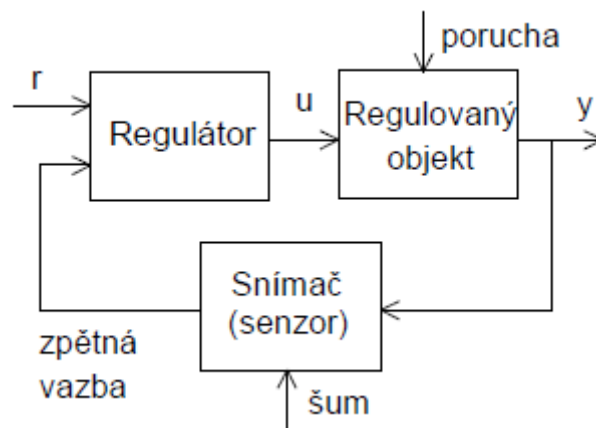 porucha
r
u
y
Regulátor
Regulovaný
objekt
Snímač
(senzor)
zpětná
vazba
šum